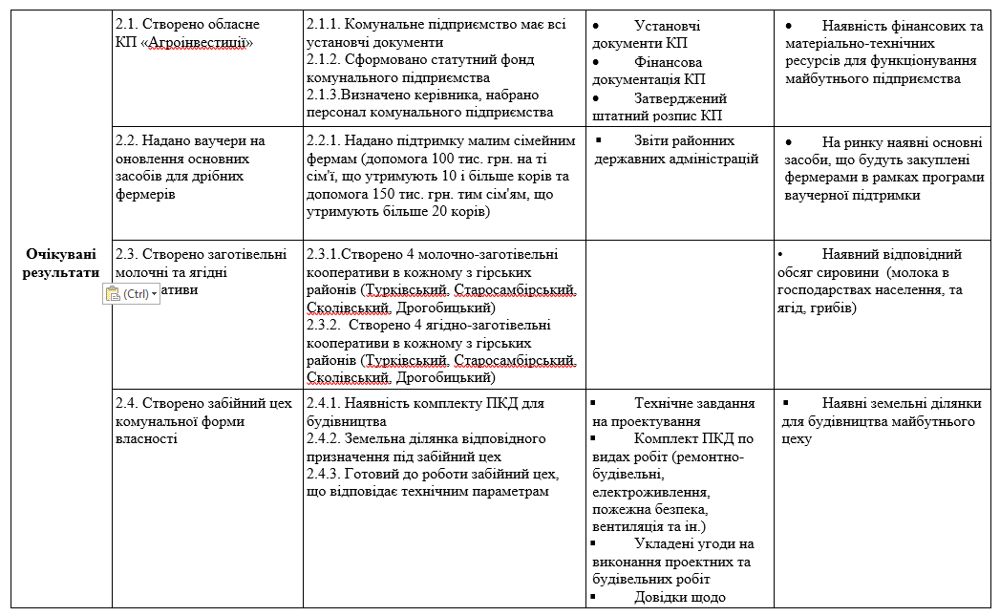 Очікувані
результати
2.1. Створено обласне
КП «Агроінвестиції»
2.1.1. Комунальне підприємство має всі
установчі документи
2.1.2. Сформовано статутний фонд
комунального підприємства
2.1.3.Визначено керівника, набрано
персонал комунального підприємства
• Установчі
документи КП
• Фінансова
документація КП
• Затверджений
штатний розпис КП
• Наявність фінансових та
матеріально-технічних
ресурсів для функціонування
майбутнього підприємства
2.2. Надано ваучери на
оновлення основних
засобів для дрібних
фермерів
2.2.1. Надано підтримку малим сімейним
фермам (допомога 100 тис. грн. на ті
сім'ї, що утримують 10 і більше корів та
допомога 150 тис. грн. тим сім'ям, що
утримують більше 20 корів)
▪ Звіти районних
державних адміністрацій
• На ринку наявні основні
засоби, що будуть закуплені
фермерами в рамках програми
ваучерної підтримки
2.3. Створено заготівельні
молочні та ягідні
ативи
(Ctrl)
2.3.1.Створено 4 молочно-заготівельні
кооперативи в кожному з гірських
районів (Турківський, Старосамбірський,
Сколівський, Дрогобицький)
2.3.2. Створено 4 ягідно-заготівельні
кооперативи в кожному з гірських
районів (Турківський, Старосамбірський,
Сколівський, Дрогобицький)
• Наявний відповідний
обсяг сировини (молока в
господарствах населення, та
ягід, грибів)
2.4. Створено забійний цех
комунальної форми
власності
2.4.1. Наявність комплекту ПКД для
будівництва
2.4.2. Земельна ділянка відповідного
призначення під забійний цех
2.4.3. Готовий до роботи забійний цех,
що відповідає технічним параметрам
▪ Технічне завдання
на проектування
▪ Комплект ПКД по
видах робіт (ремонтно-
будівельні,
електроживлення,
пожежна безпека,
вентиляція та ін.)
▪ Укладені угоди на
виконання проектних та
будівельних робіт
▪ Довідки щодо
▪ Наявні земельні ділянки
для будівництва майбутнього
цеху